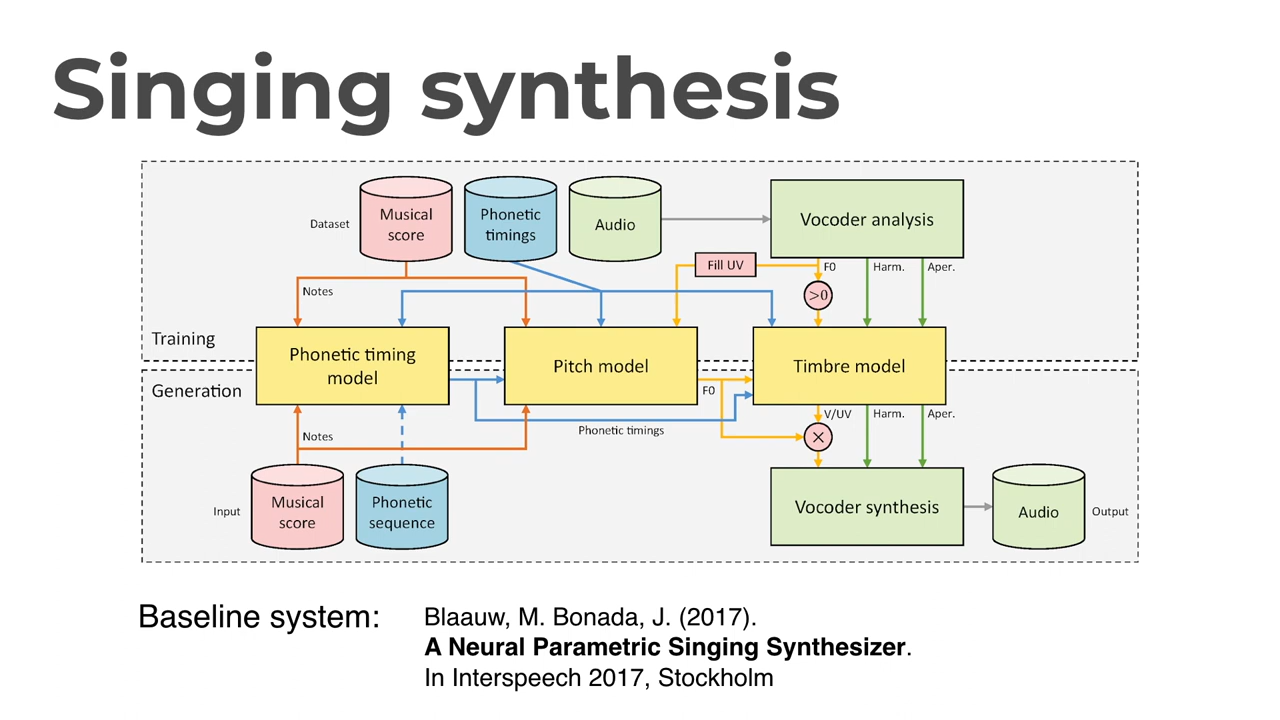 Singing synthesis
Dataset
Musical
score
Phonetic
timings
Audio
Vocoder analysis
Fill UV
F0
Harm.
Aper.
>0
Notes
Training
Phonetic timing
model
Pitch model
Timbre model
Generation
F0
V/UV
Harm.
Aper.
Phonetic timings
×
Notes
Input
Musical
score
Phonetic
sequence
Vocoder synthesis
Audio
Output
Baseline system:
Blaauw, M. Bonada, J. (2017).
A Neural Parametric Singing Synthesizer.
In Interspeech 2017, Stockholm